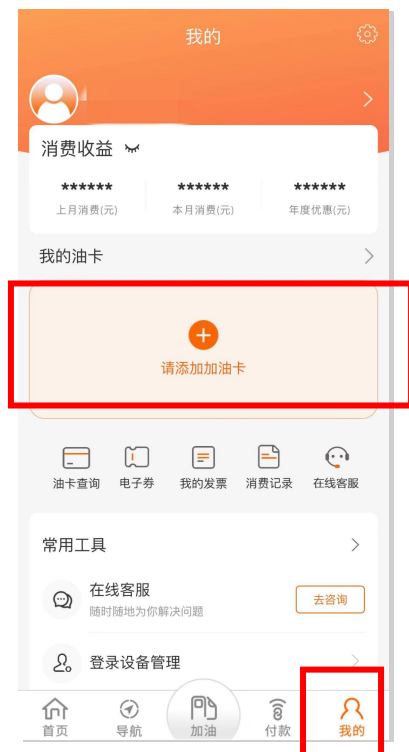 我的
消费收益
****** ****** ******
上月消费(元) 本月消费(元) 年度优惠(元)
我的油卡
请添加加油卡
油卡查询 电子券 我的发票 消费记录 在线客服
常用工具
在线客服
随时随地为你解决问题
去咨询
登录设备管理
首页 导航 加油 付款 我的